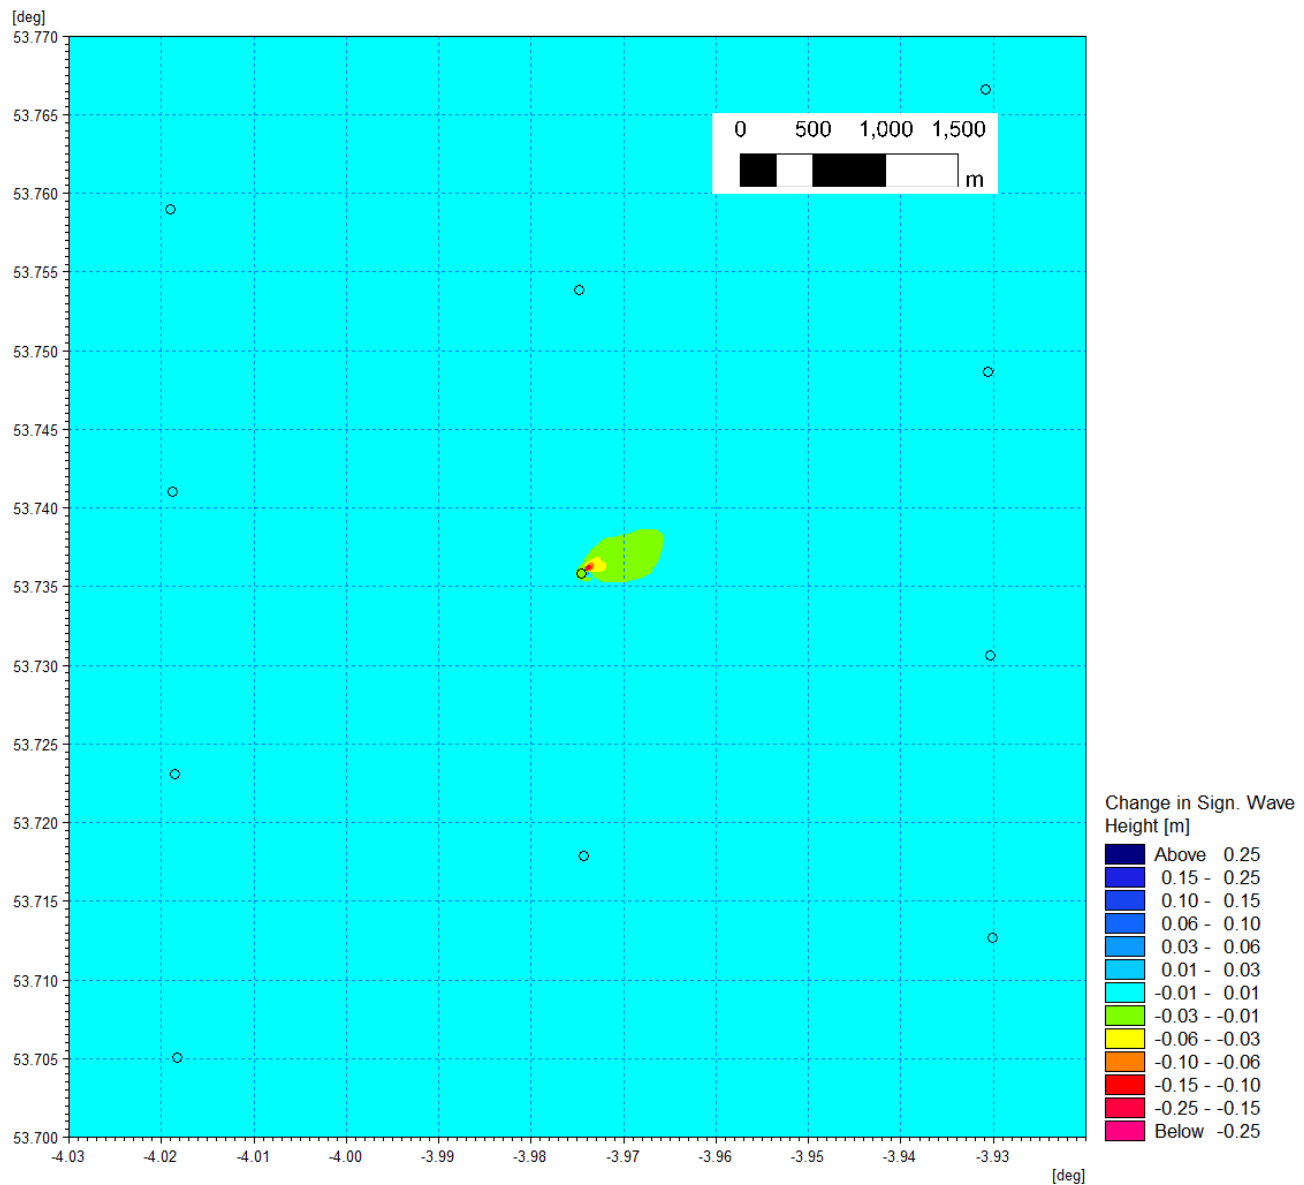 [deg]
53.770
53.765
53.760
53.755
53.750
53.745
53.740
53.735
53.730
53.725
53.720
53.715
53.710
53.705
53.700
0 500 1,000 1,500
m
-4.03 -4.02 -4.01 -4.00 -3.99 -3.98 -3.97 -3.96 -3.95 -3.94 -3.93
[deg]
Change in Sign. Wave
Height [m]
Above 0.25
0.15 - 0.25
0.10 - 0.15
0.06 - 0.10
0.03 - 0.06
0.01 - 0.03
-0.01 - 0.01
-0.03 - -0.01
-0.06 - -0.03
-0.10 - -0.06
-0.15 - -0.10
-0.25 - -0.15
Below -0.25